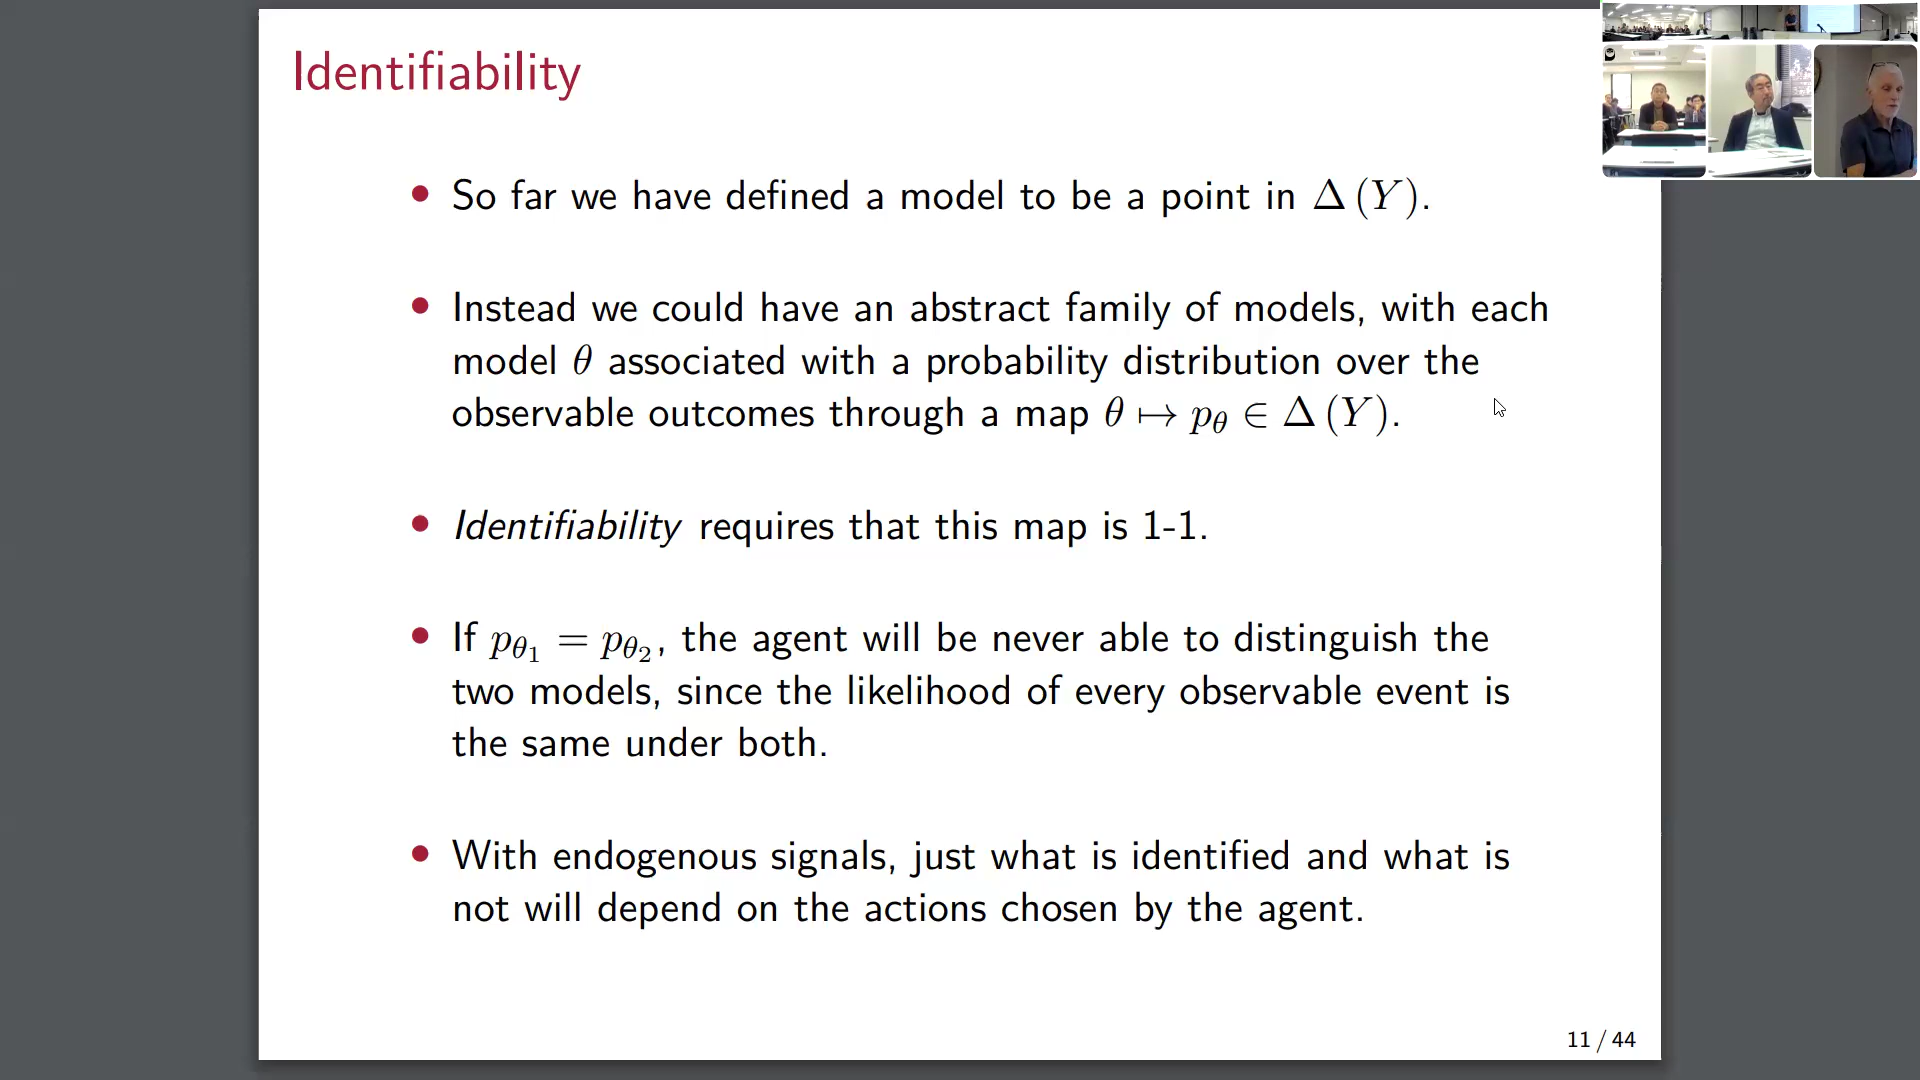 Identifiability
• So far we have defined a model to be a point in Δ (Y).
• Instead we could have an abstract family of models, with each
model θ associated with a probability distribution over the
observable outcomes through a map θ ↦ p_θ ∈ Δ (Y).
• Identifiability requires that this map is 1-1.
• If p_θ₁ = p_θ₂, the agent will be never able to distinguish the
two models, since the likelihood of every observable event is
the same under both.
• With endogenous signals, just what is identified and what is
not will depend on the actions chosen by the agent.
11 / 44